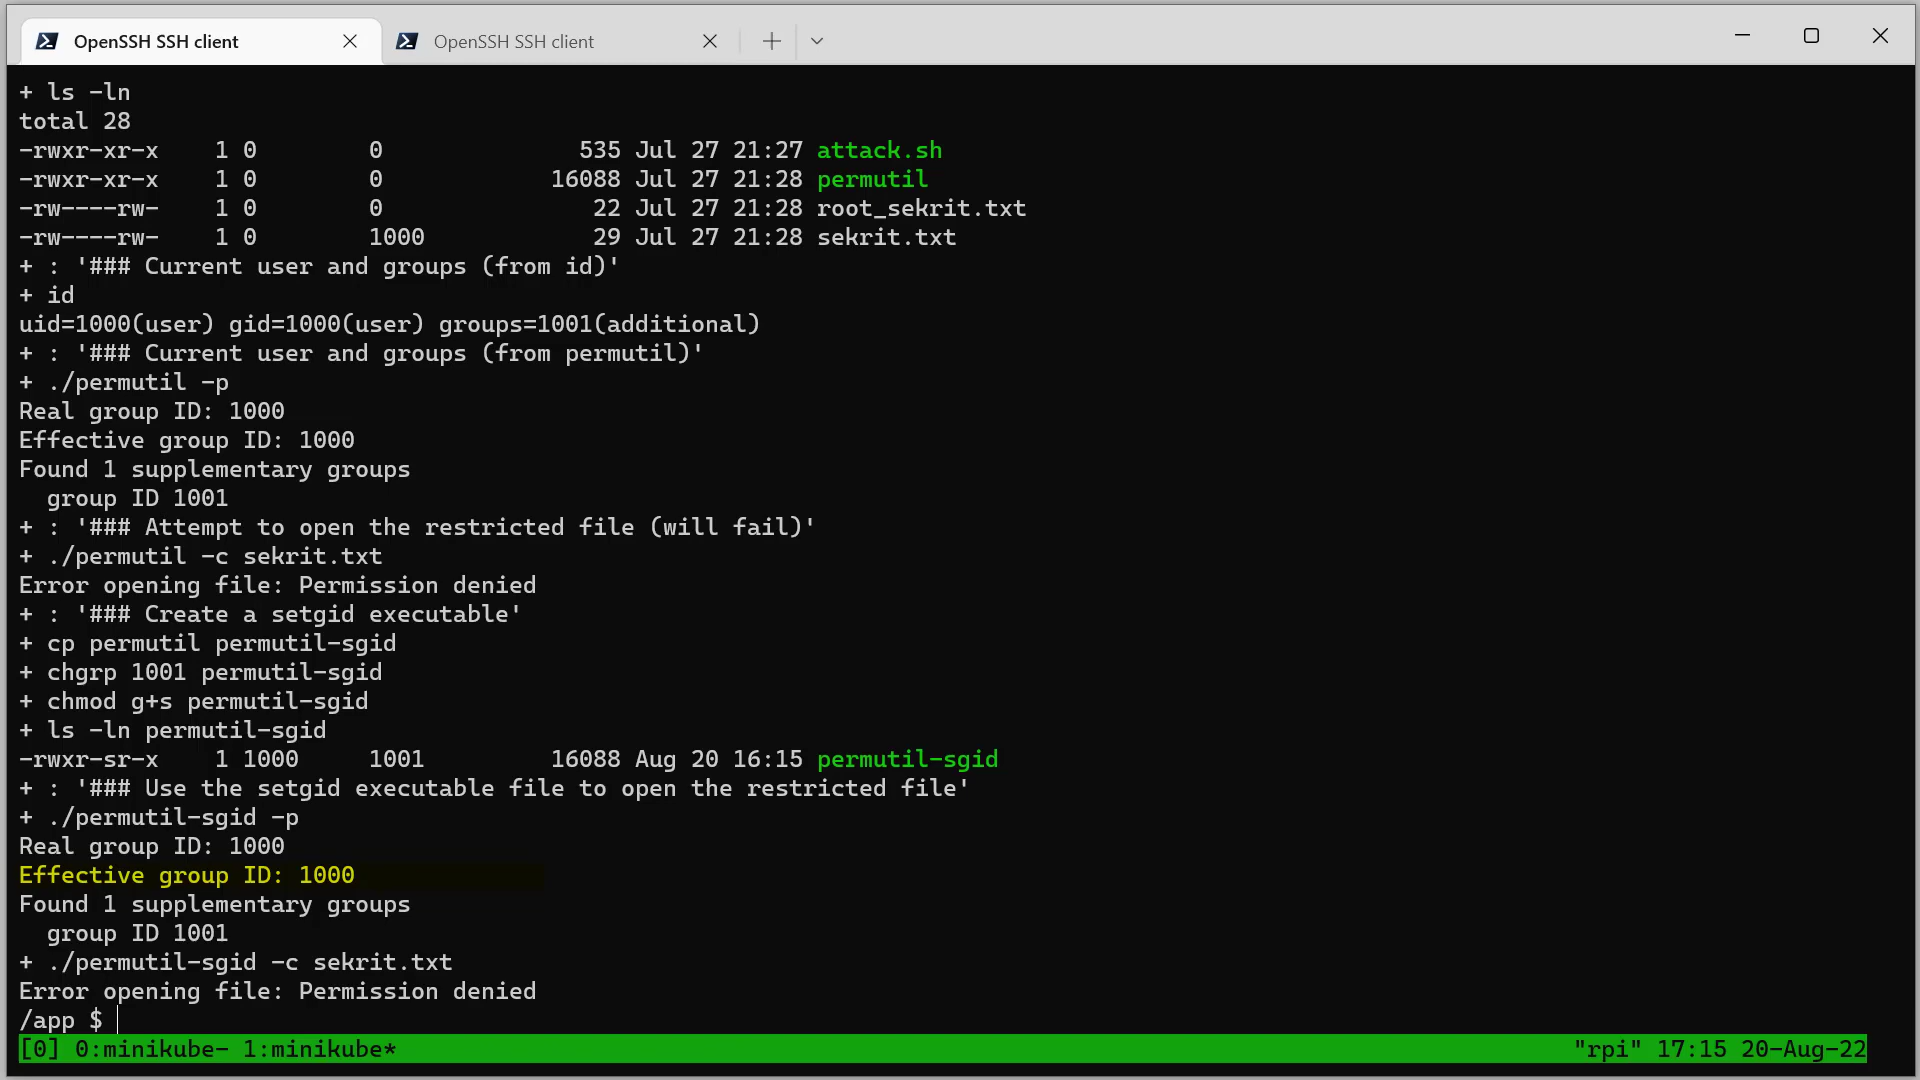 OpenSSH SSH client
OpenSSH SSH client
+ ls -ln
total 28
-rwxr-xr-x    1 0        0              535 Jul 27 21:27 attack.sh
-rwxr-xr-x    1 0        0            16088 Jul 27 21:28 permutil
-rw----rw-    1 0        0               22 Jul 27 21:28 root_sekrit.txt
-rw----rw-    1 0        1000            29 Jul 27 21:28 sekrit.txt
+ : '### Current user and groups (from id)'
+ id
uid=1000(user) gid=1000(user) groups=1001(additional)
+ : '### Current user and groups (from permutil)'
+ ./permutil -p
Real group ID: 1000
Effective group ID: 1000
Found 1 supplementary groups
  group ID 1001
+ : '### Attempt to open the restricted file (will fail)'
+ ./permutil -c sekrit.txt
Error opening file: Permission denied
+ : '### Create a setgid executable'
+ cp permutil permutil-sgid
+ chgrp 1001 permutil-sgid
+ chmod g+s permutil-sgid
+ ls -ln permutil-sgid
-rwxr-sr-x    1 1000     1001         16088 Aug 20 16:15 permutil-sgid
+ : '### Use the setgid executable file to open the restricted file'
+ ./permutil-sgid -p
Real group ID: 1000
Effective group ID: 1000
Found 1 supplementary groups
  group ID 1001
+ ./permutil-sgid -c sekrit.txt
Error opening file: Permission denied
/app $
[0] 0:minikube- 1:minikube* "rpi" 17:15 20-Aug-22